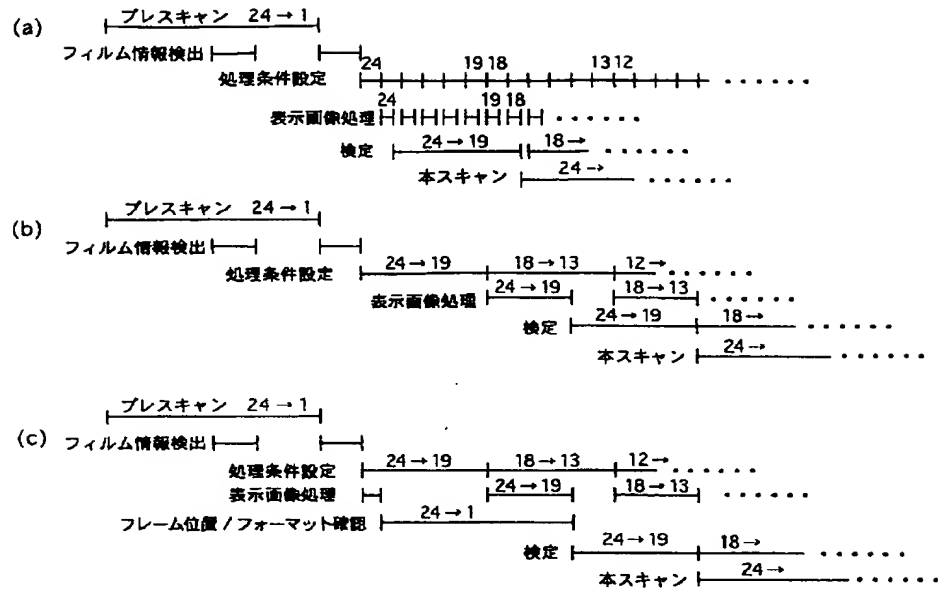 プレスキャン 24→1
(a)
フィルム情報検出
24 19 18 13 12
処理条件設定
24 19 18
表示画像処理
24→19 18→
検定
24→
本スキャン
プレスキャン 24→1
(b)
フィルム情報検出
24→19 18→13 12→
処理条件設定
24→19 18→13
表示画像処理
24→19 18→
検定
24→
本スキャン
プレスキャン 24→1
(c)
フィルム情報検出
24→19 18→13 12→
処理条件設定
24→19 18→13
表示画像処理
24→1
フレーム位置/フォーマット確認
24→19 18→
検定
24→
本スキャン